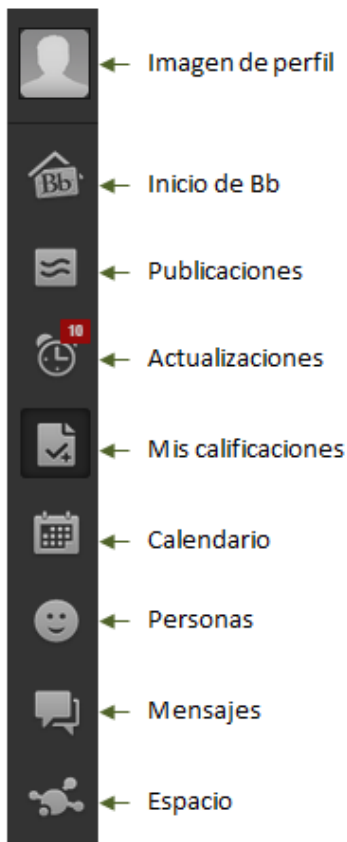 Imagen de perfil
Bb
Inicio de Bb
Publicaciones
10
Actualizaciones
Mis calificaciones
Calendario
Personas
Mensajes
Espacio